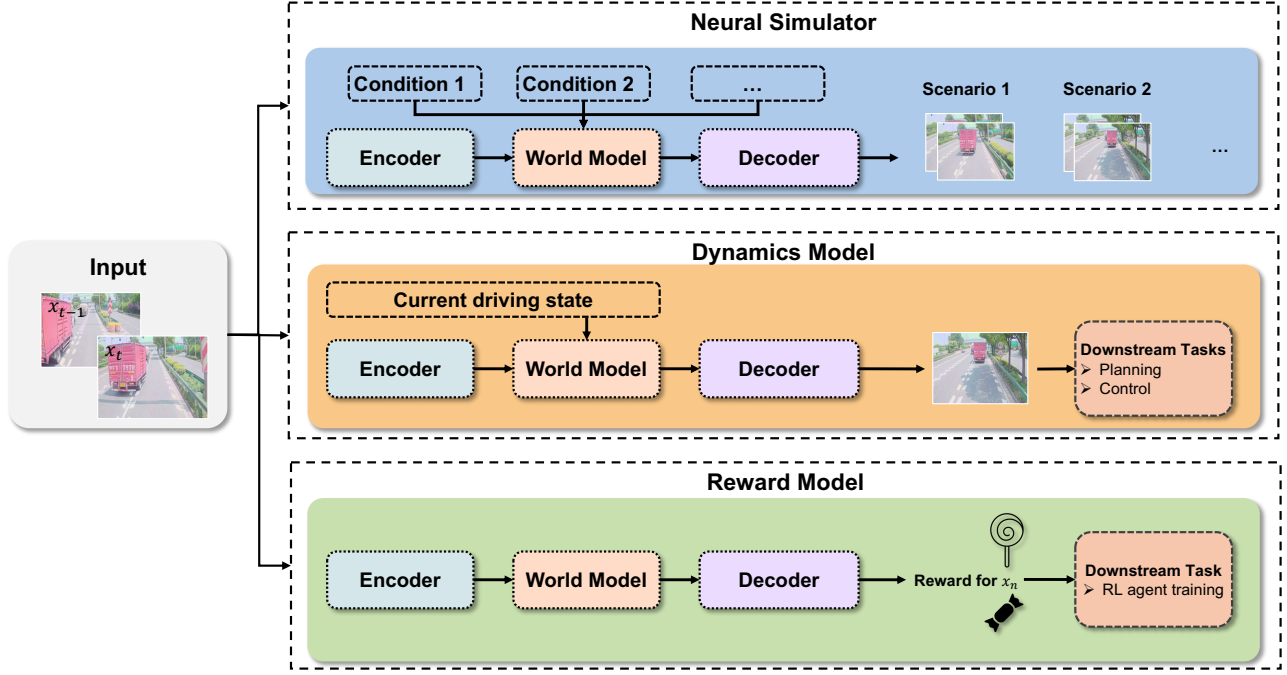 Neural Simulator
Condition 1
Condition 2
...
Scenario 1
Scenario 2
Encoder
World Model
Decoder
...
Input
x_{t-1}
x_t
Dynamics Model
Current driving state
Encoder
World Model
Decoder
Downstream Tasks
➢ Planning
➢ Control
Reward Model
Encoder
World Model
Decoder
Reward for x_n
Downstream Task
➢ RL agent training